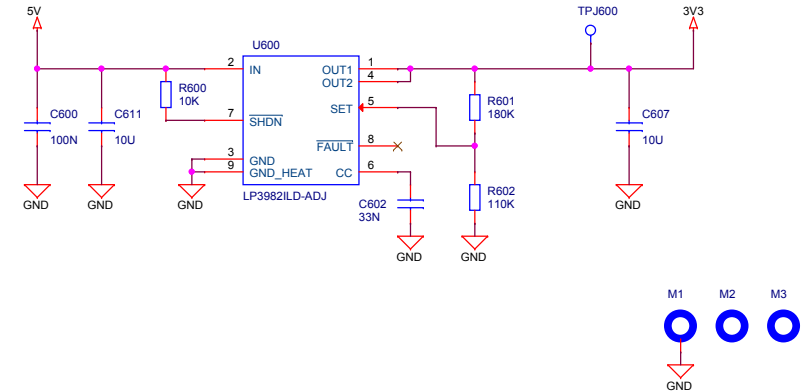 5V
TPJ600
3V3
U600
2
IN
OUT1
1
OUT2
4
R600
10K
SET
5
R601
180K
C600
100N
C611
10U
7
SHDN
C607
10U
FAULT
8
3
GND
9
GND_HEAT
CC
6
LP3982ILD-ADJ
C602
33N
R602
110K
GND
GND
GND
GND
GND
GND
M1
M2
M3
GND